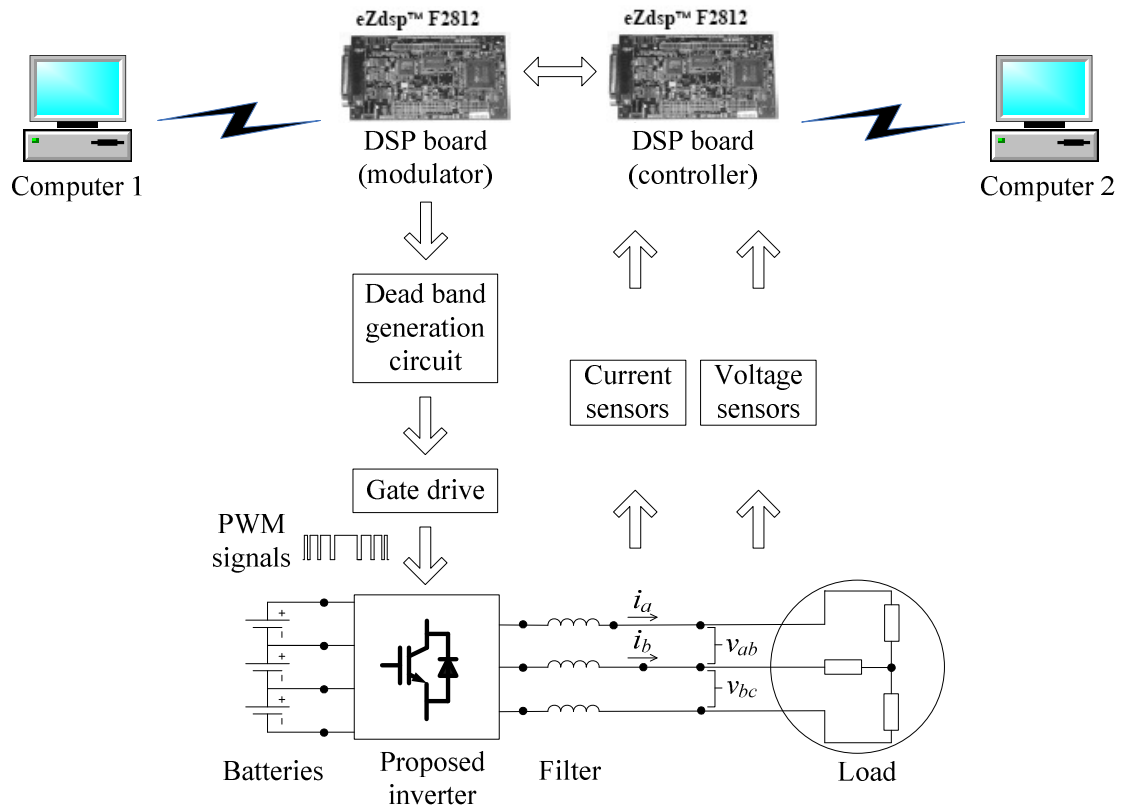 eZdsp™ F2812
eZdsp™ F2812
DSP board
(modulator)
DSP board
(controller)
Computer 1
Computer 2
Dead band
generation
circuit
Current
sensors
Voltage
sensors
Gate drive
PWM
signals
i_a
i_b
v_ab
v_bc
+
-
+
-
+
-
Batteries
Proposed
inverter
Filter
Load